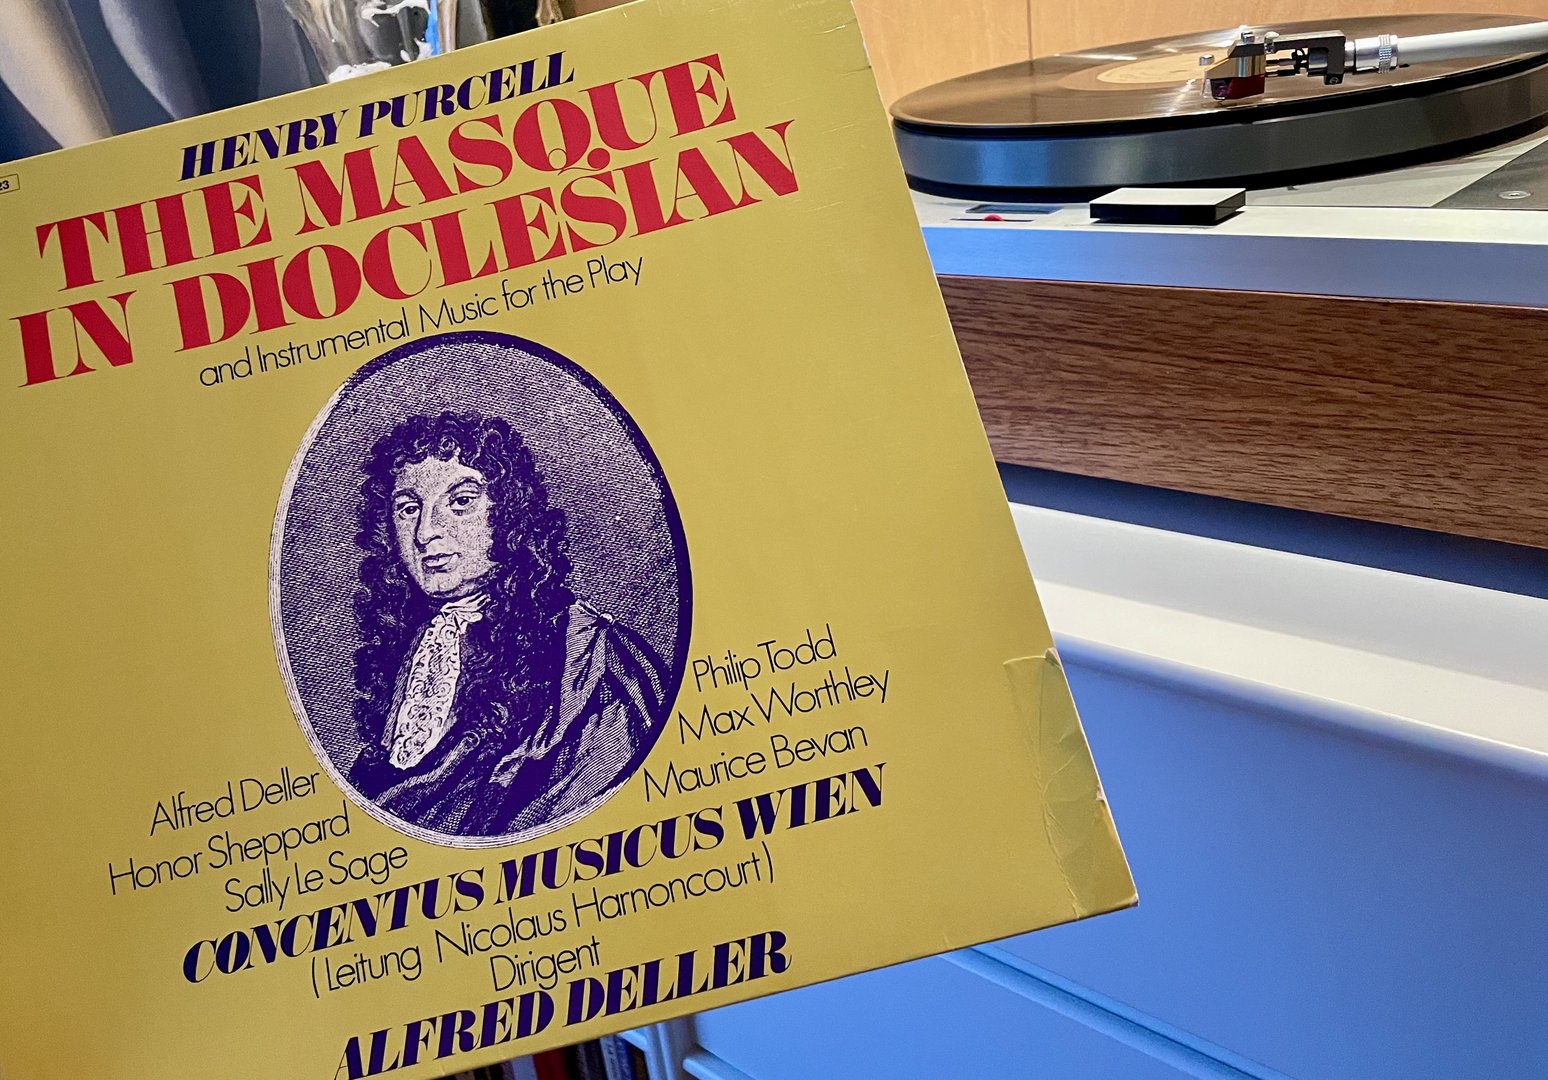 23
HENRY PURCELL
THE MASQUE
IN DIOCLESIAN
and Instrumental Music for the Play
Alfred Deller
Honor Sheppard
Sally Le Sage
Philip Todd
Max Worthley
Maurice Bevan
CONCENTUS MUSICUS WIEN
(Leitung Nicolaus Harnoncourt)
Dirigent
ALFRED DELLER